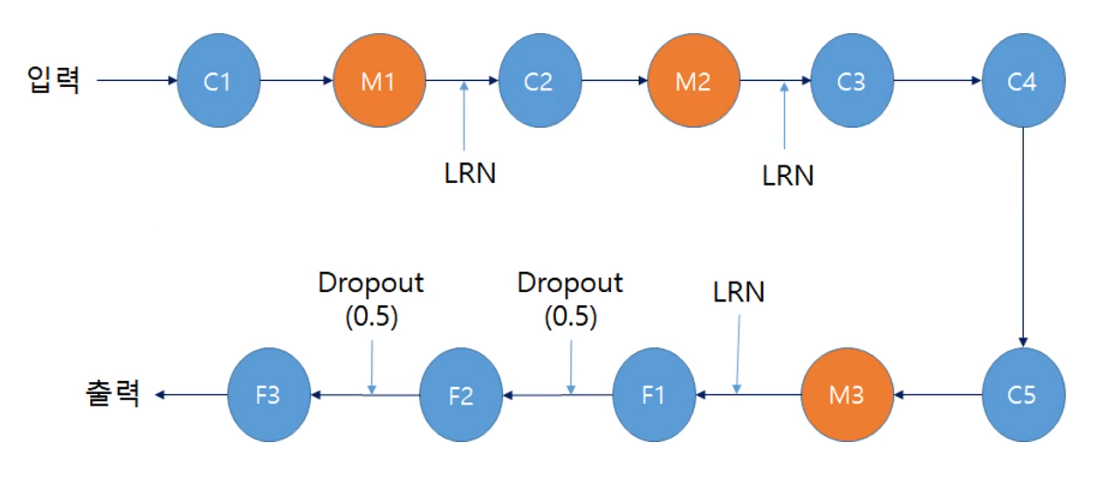 입력
C1
M1
C2
M2
C3
C4
LRN
LRN
Dropout
(0.5)
Dropout
(0.5)
LRN
출력
F3
F2
F1
M3
C5